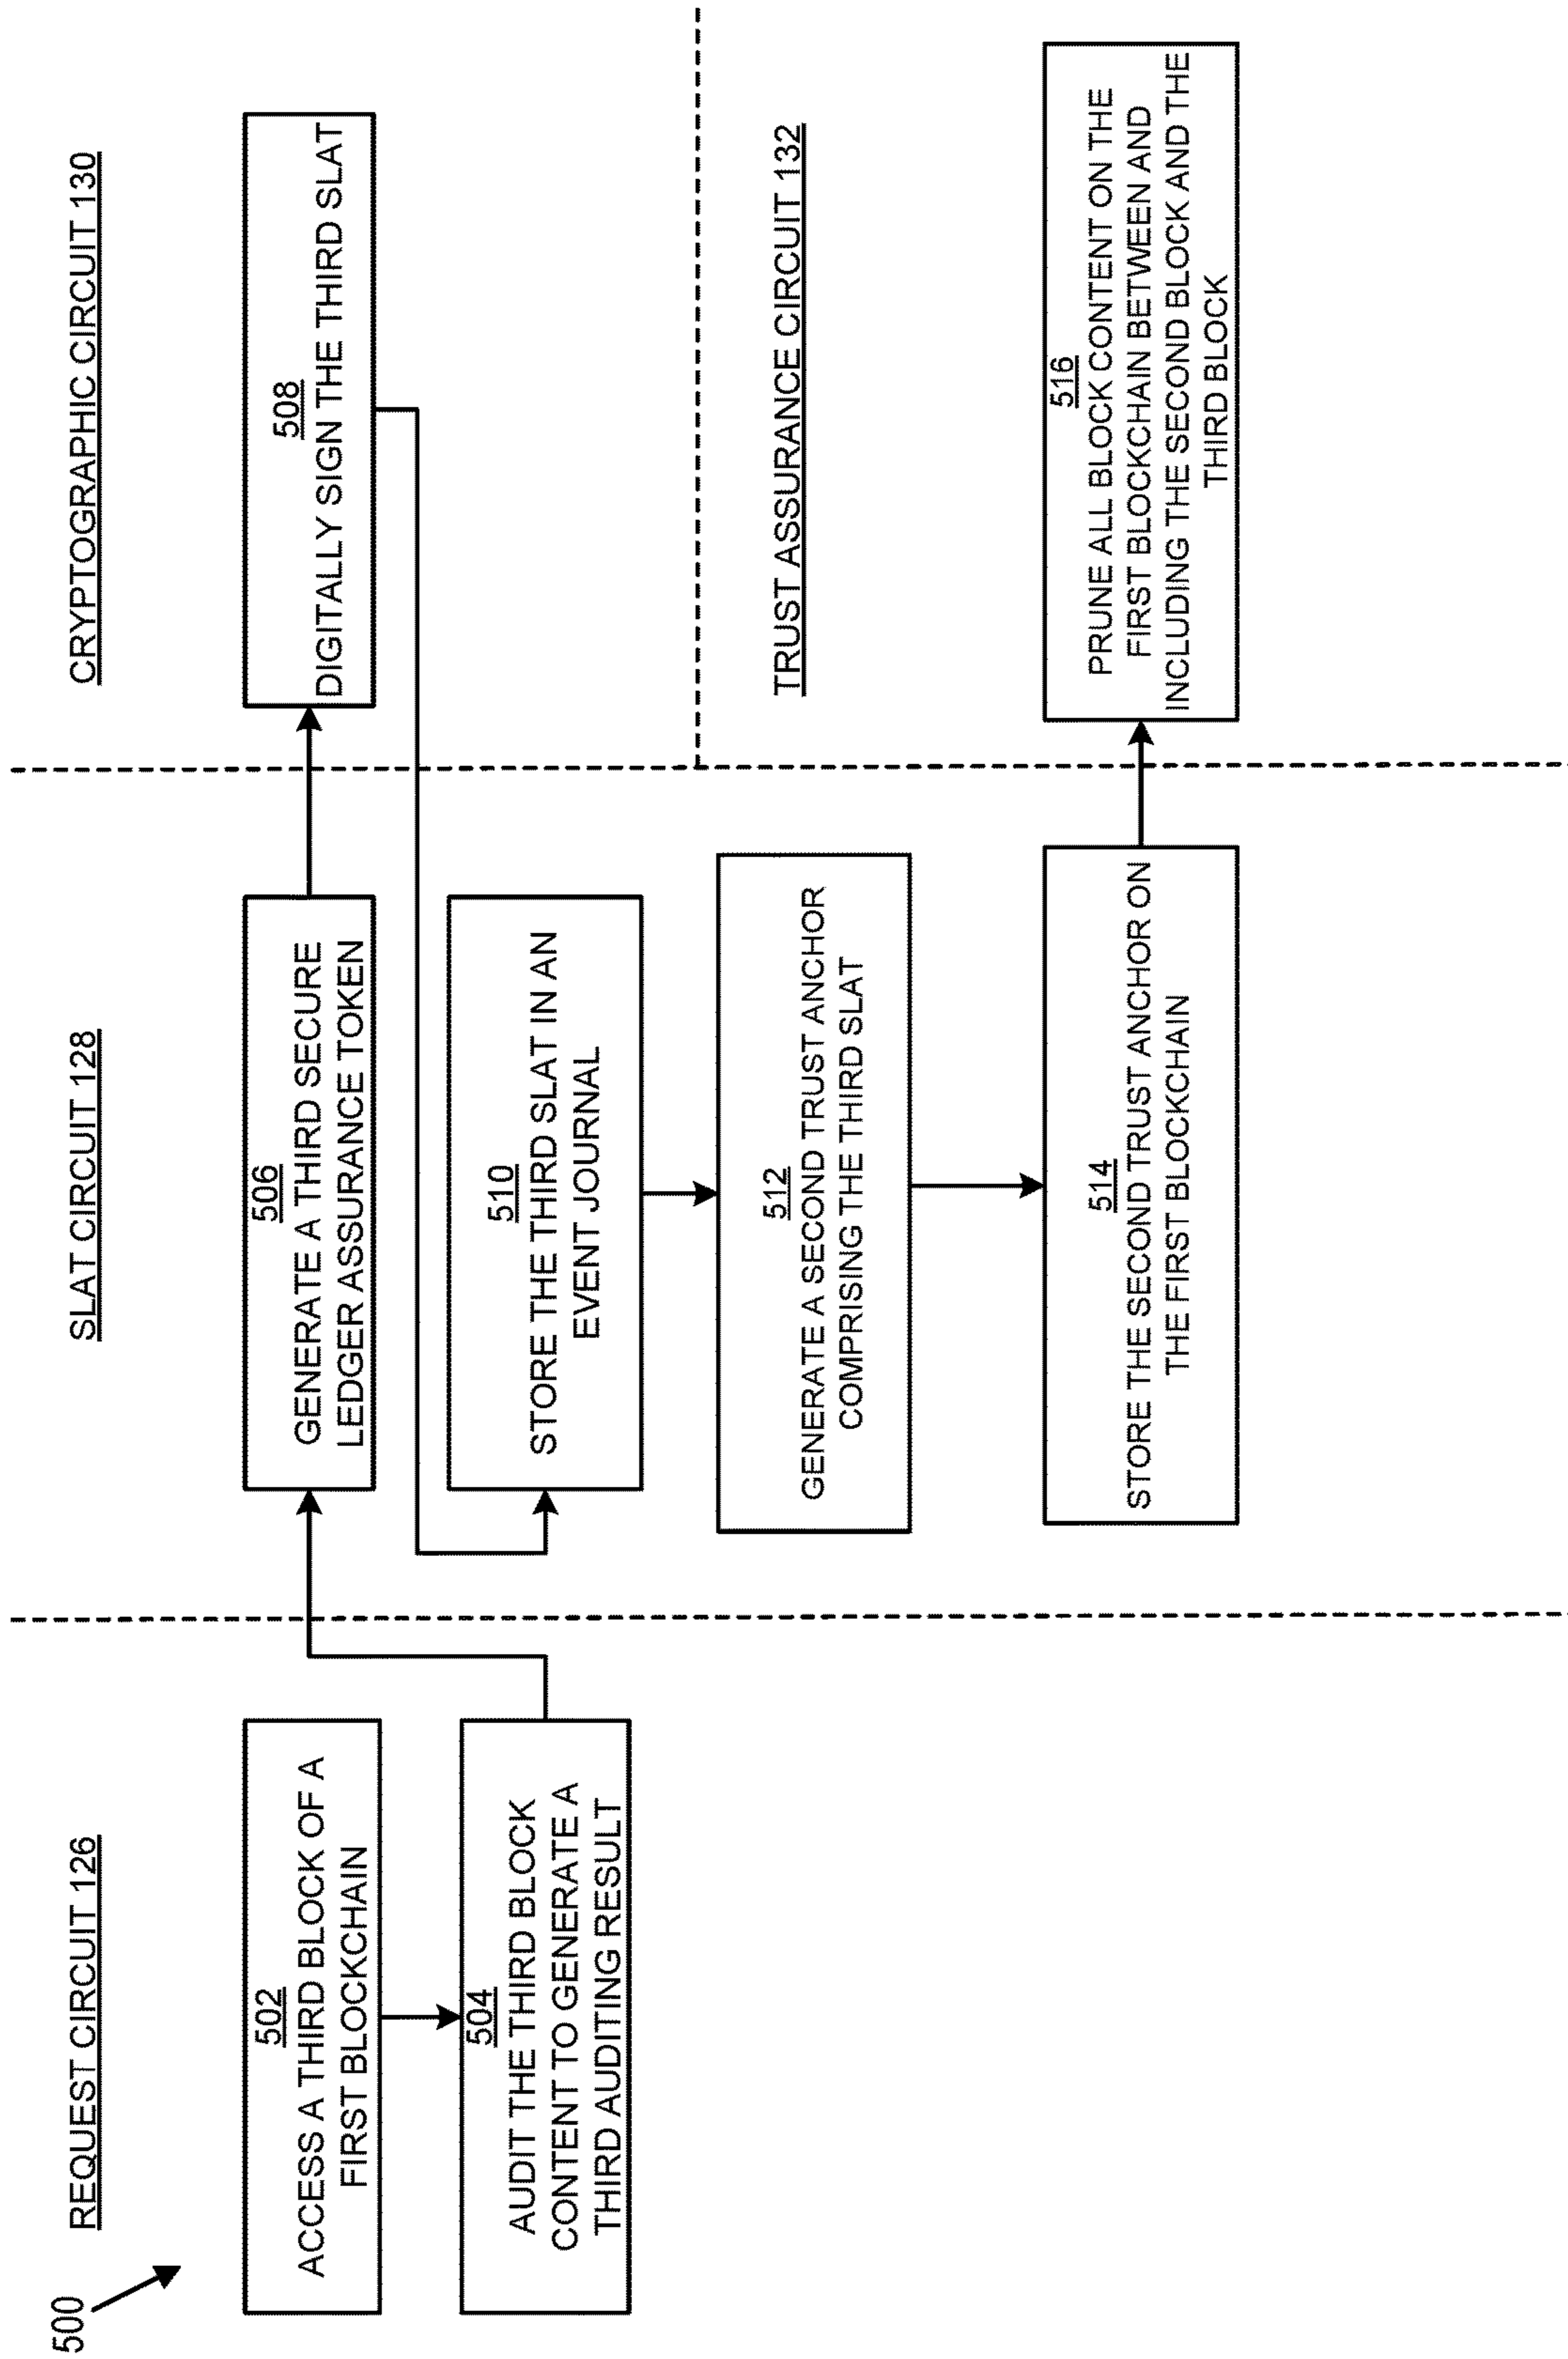 500
REQUEST CIRCUIT 126
502
ACCESS A THIRD BLOCK OF A
FIRST BLOCKCHAIN
504
AUDIT THE THIRD BLOCK
CONTENT TO GENERATE A
THIRD AUDITING RESULT
SLAT CIRCUIT 128
506
GENERATE A THIRD SECURE
LEDGER ASSURANCE TOKEN
510
STORE THE THIRD SLAT IN AN
EVENT JOURNAL
512
GENERATE A SECOND TRUST ANCHOR
COMPRISING THE THIRD SLAT
514
STORE THE SECOND TRUST ANCHOR ON
THE FIRST BLOCKCHAIN
CRYPTOGRAPHIC CIRCUIT 130
508
DIGITALLY SIGN THE THIRD SLAT
TRUST ASSURANCE CIRCUIT 132
516
PRUNE ALL BLOCK CONTENT ON THE
FIRST BLOCKCHAIN BETWEEN AND
INCLUDING THE SECOND BLOCK AND THE
THIRD BLOCK